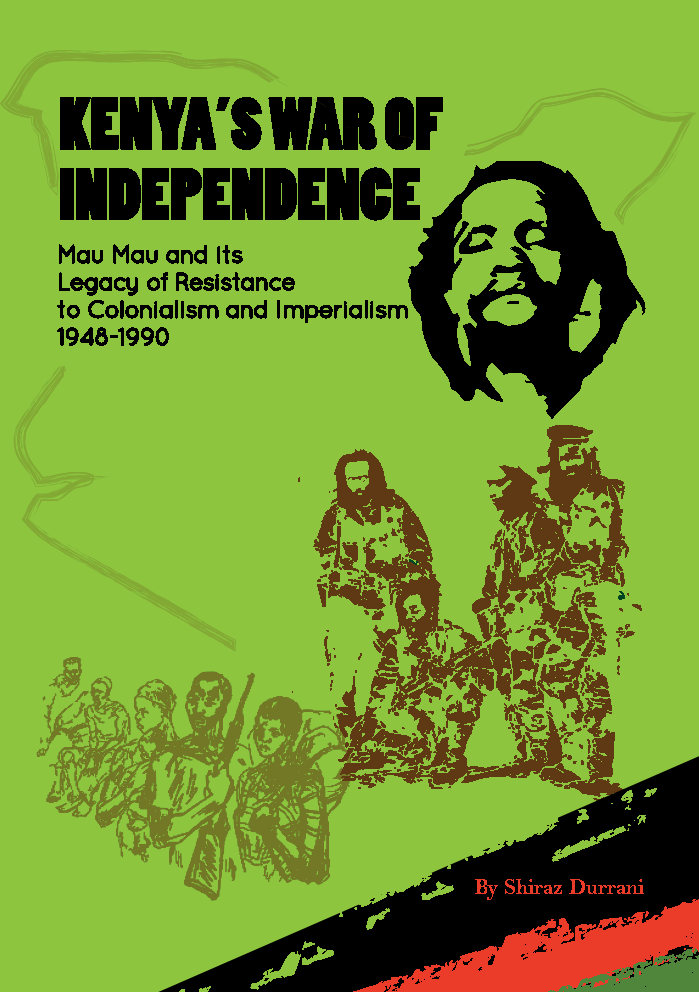 KENYA'S WAR OF
INDEPENDENCE
Mau Mau and its
Legacy of Resistance
to Colonialism and Imperialism
1948-1990
By Shiraz Durrani